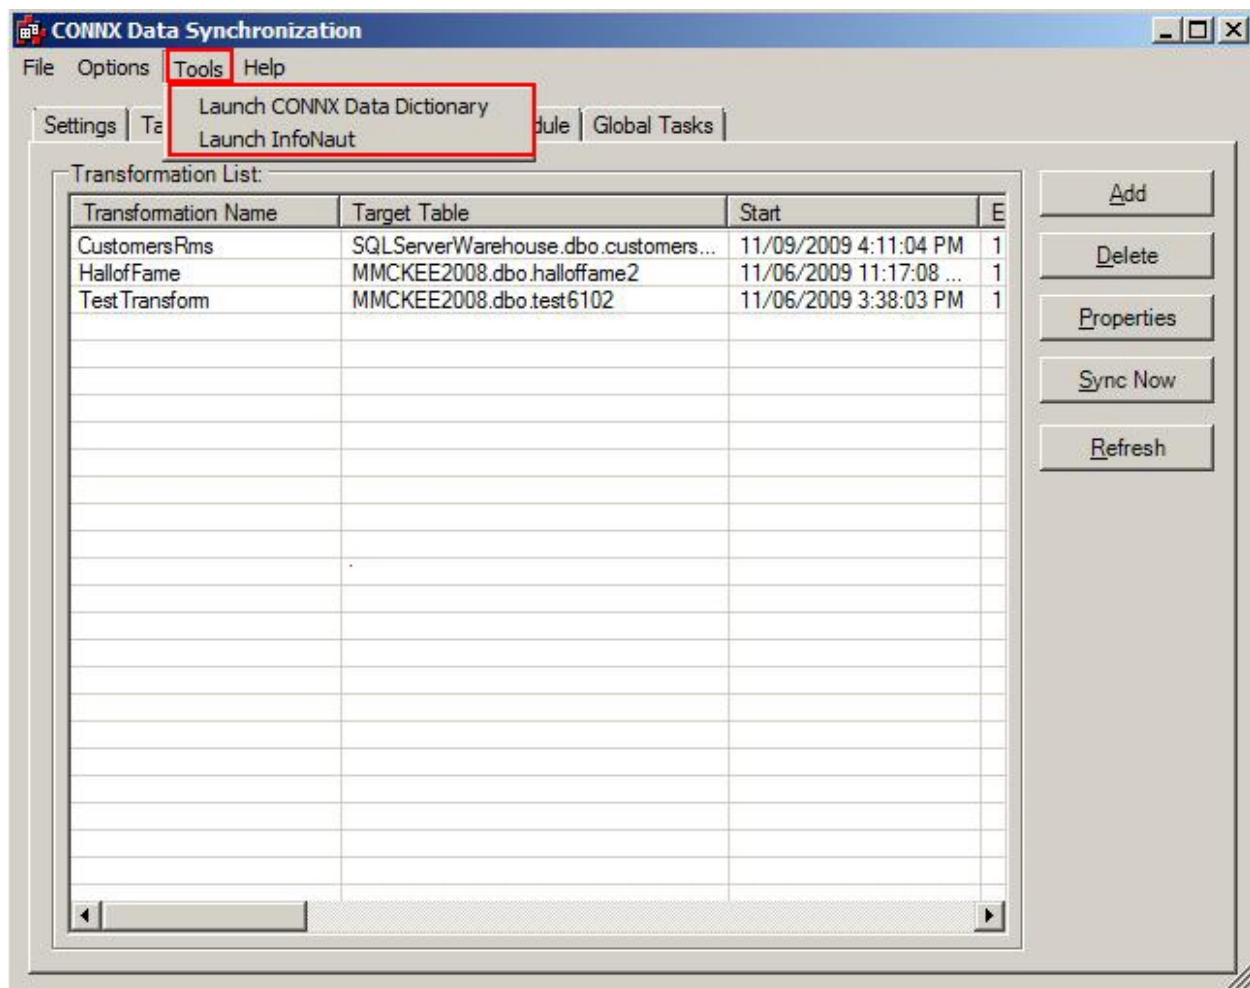 CONNX Data Synchronization
File Options Tools Help
Launch CONNX Data Dictionary
Launch InfoNaut
Settings Global Tasks
Transformation List:
Transformation Name Target Table Start
CustomersRms SQLServerWarehouse.dbo.customers... 11/09/2009 4:11:04 PM 1
HallofFame MMCKEE2008.dbo.halloffame2 11/06/2009 11:17:08 ... 1
TestTransform MMCKEE2008.dbo.test6102 11/06/2009 3:38:03 PM 1
Add
Delete
Properties
Sync Now
Refresh